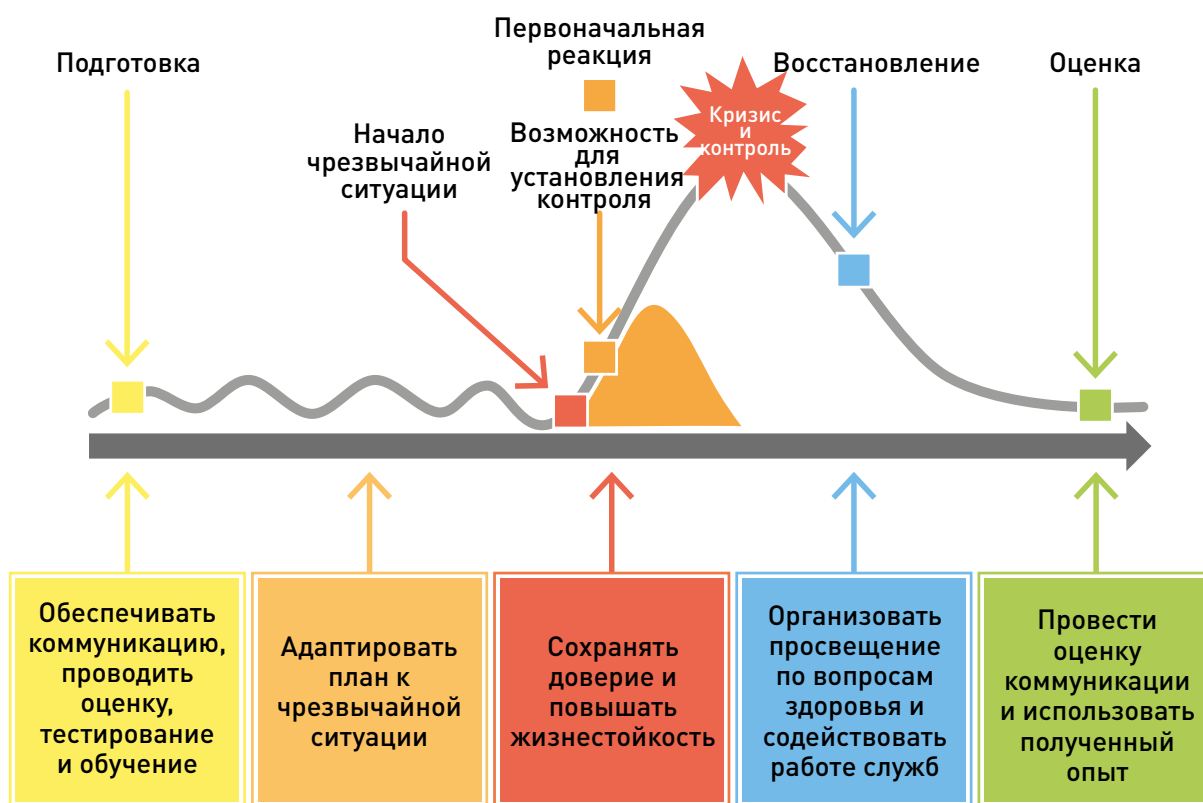 Подготовка
Начало
чрезвычайной
ситуации
Первоначальная
реакция
Возможность
для
установления
контроля
Кризис
и
контроль
Восстановление
Оценка
Обеспечивать
коммуникацию,
проводить
оценку,
тестирование
и обучение
Адаптировать
план к
чрезвычайной
ситуации
Сохранять
доверие и
повышать
жизнестойкость
Организовать
просвещение
по вопросам
здоровья и
содействовать
работе служб
Провести
оценку
коммуникации
и использовать
полученный
опыт